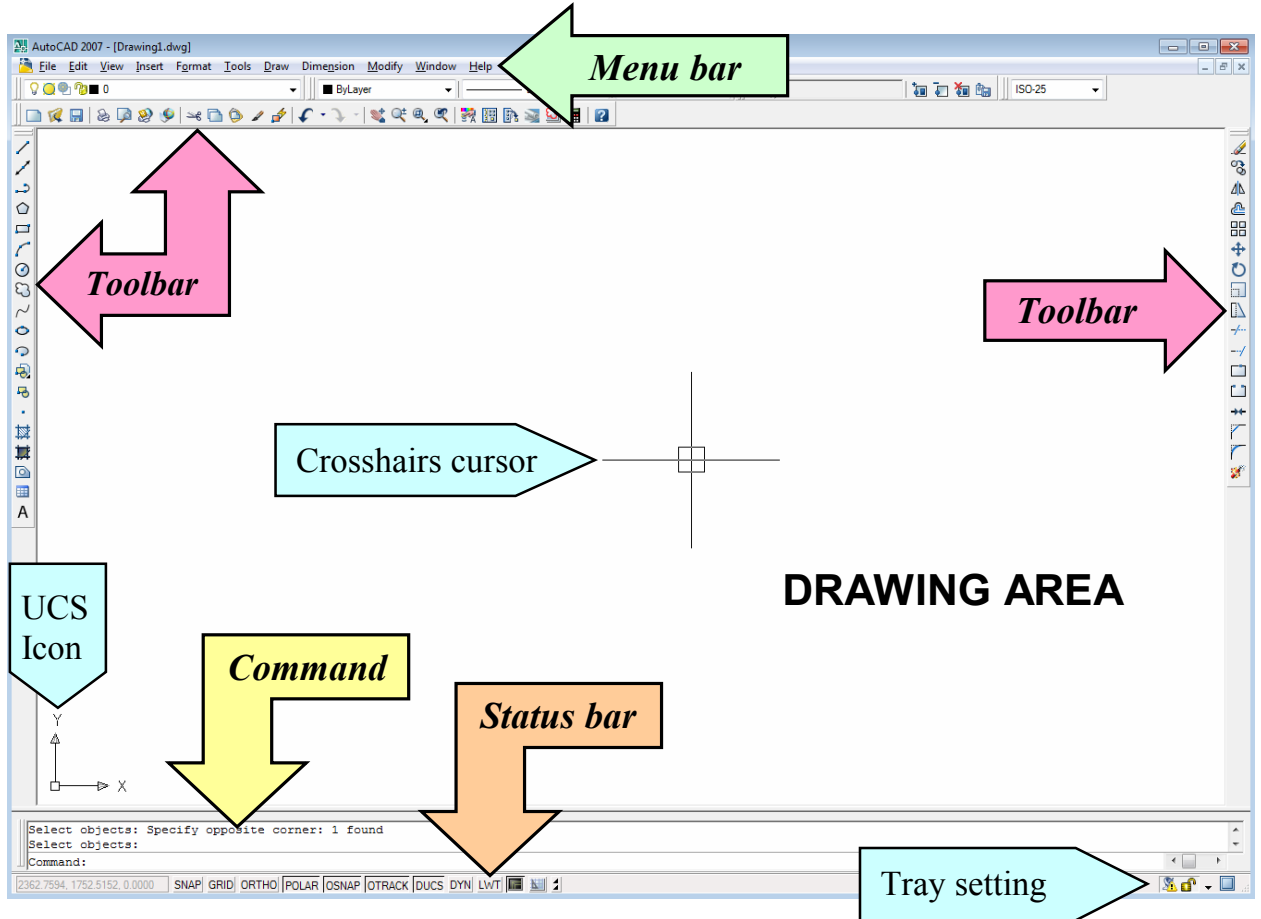 AutoCAD 2007 - [Drawing1.dwg]
File Edit View Insert Format Tools Draw Dimension Modify Window Help
Menu bar
0 ByLayer ISO-25
Toolbar
Toolbar
Crosshairs cursor
A
DRAWING AREA
UCS
Icon
Command
Status bar
Y
X
Select objects: Specify opposite corner: 1 found
Select objects:
Command:
Tray setting
2362.7594, 1752.5152, 0.0000 SNAP GRID ORTHO POLAR OSNAP OTRACK DUCS DYN LWT